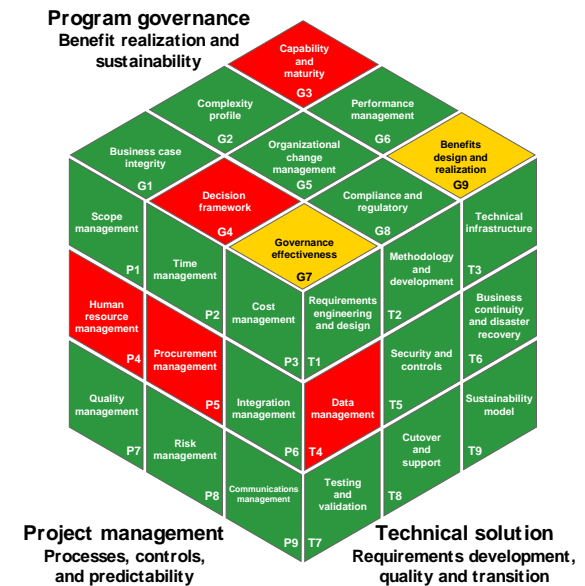 Program governance
Benefit realization and
sustainability
Capability
and
maturity
G3
Complexity
profile
G2
Performance
management
G6
Business case
integrity
G1
Organizational
change
management
G5
Benefits
design and
realization
G9
Decision
framework
G4
Compliance and
regulatory
G8
Governance
effectiveness
G7
Scope
management
P1
Time
management
P2
Cost
management
P3
Human
resource
management
P4
Procurement
management
P5
Integration
management
P6
Quality
management
P7
Risk
management
P8
Communications
management
P9
Requirements
engineering
and design
T1
Methodology
and
development
T2
Technical
infrastructure
T3
Data
management
T4
Security and
controls
T5
Business
continuity
and disaster
recovery
T6
Testing
and
validation
T7
Cutover
and
support
T8
Sustainability
model
T9
Project management
Processes, controls,
and predictability
Technical solution
Requirements development,
quality and transition